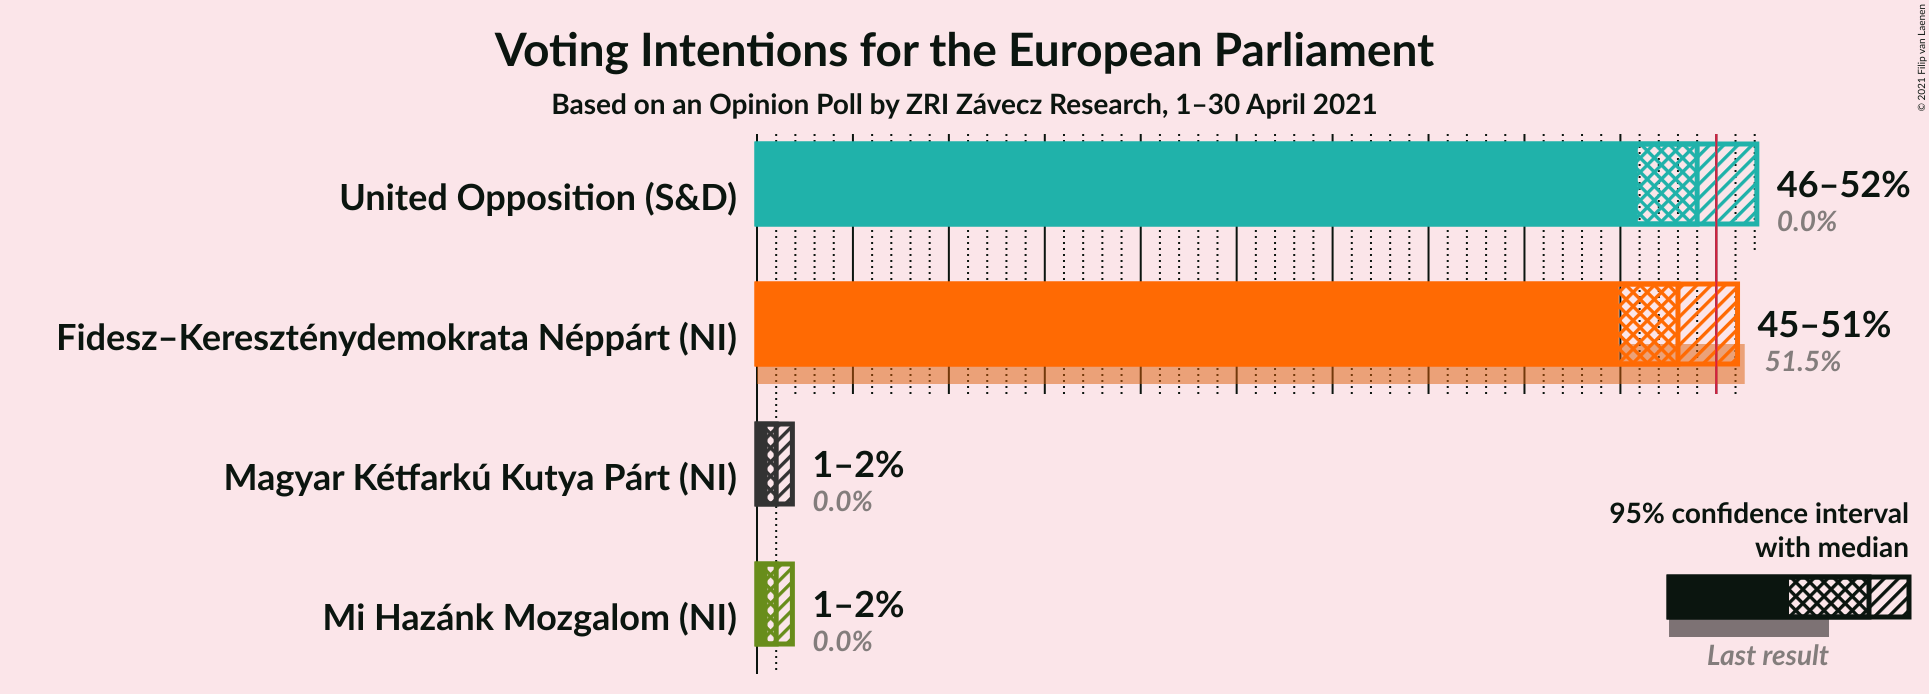 Voting Intentions for the European Parliament
Based on an Opinion Poll by ZRI Závecz Research, 1–30 April 2021
© 2021 Filip van Laenen
United Opposition (S&D)
46–52%
0.0%
Fidesz–Kereszténydemokrata Néppárt (NI)
45–51%
51.5%
Magyar Kétfarkú Kutya Párt (NI)
1–2%
0.0%
Mi Hazánk Mozgalom (NI)
1–2%
0.0%
95% confidence interval
with median
Last result